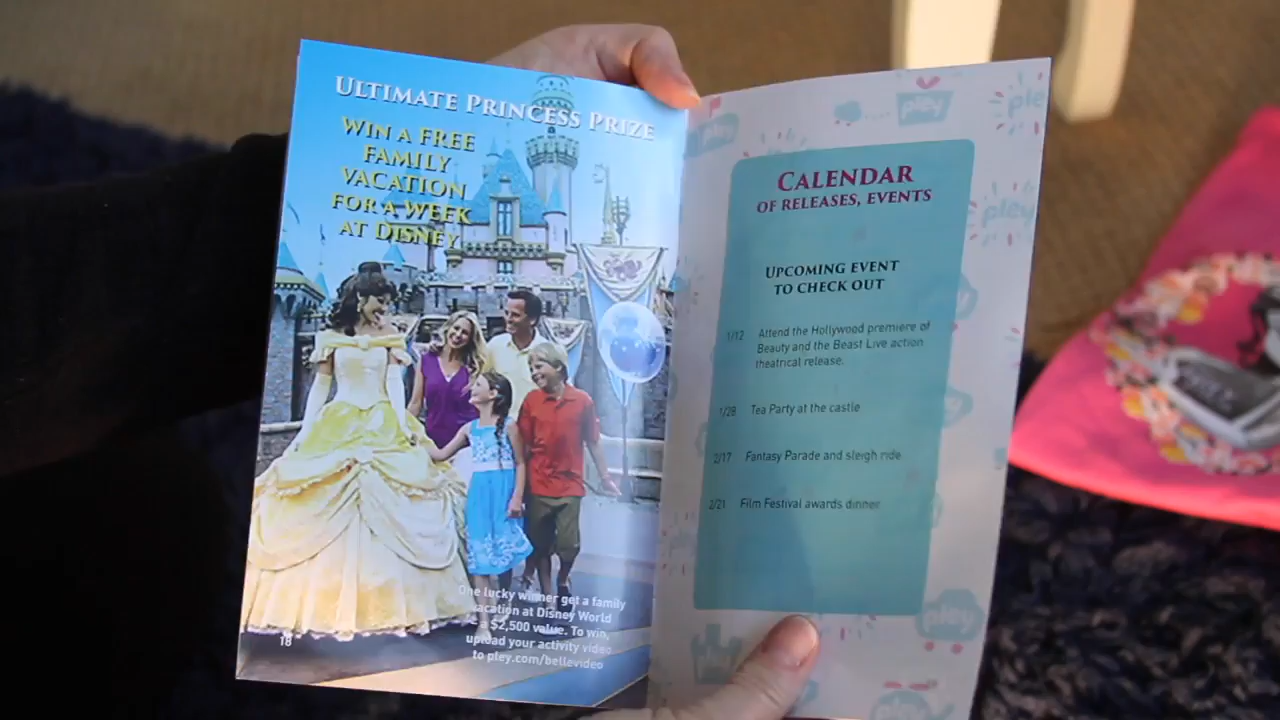 ULTIMATE PRINCESS PRIZE
WIN A FREE
FAMILY
VACATION
FOR A WEEK
AT DISNEY
One lucky winner get a family
vacation at Disney World
– a $2,500 value. To win,
upload your activity video
to pley.com/bellevideo
18
pley
pley
ple
pley
CALENDAR
OF RELEASES, EVENTS
UPCOMING EVENT
TO CHECK OUT
1/12 Attend the Hollywood premiere of
Beauty and the Beast Live action
theatrical release.
1/28 Tea Party at the castle
2/17 Fantasy Parade and sleigh ride
2/21 Film Festival awards dinner